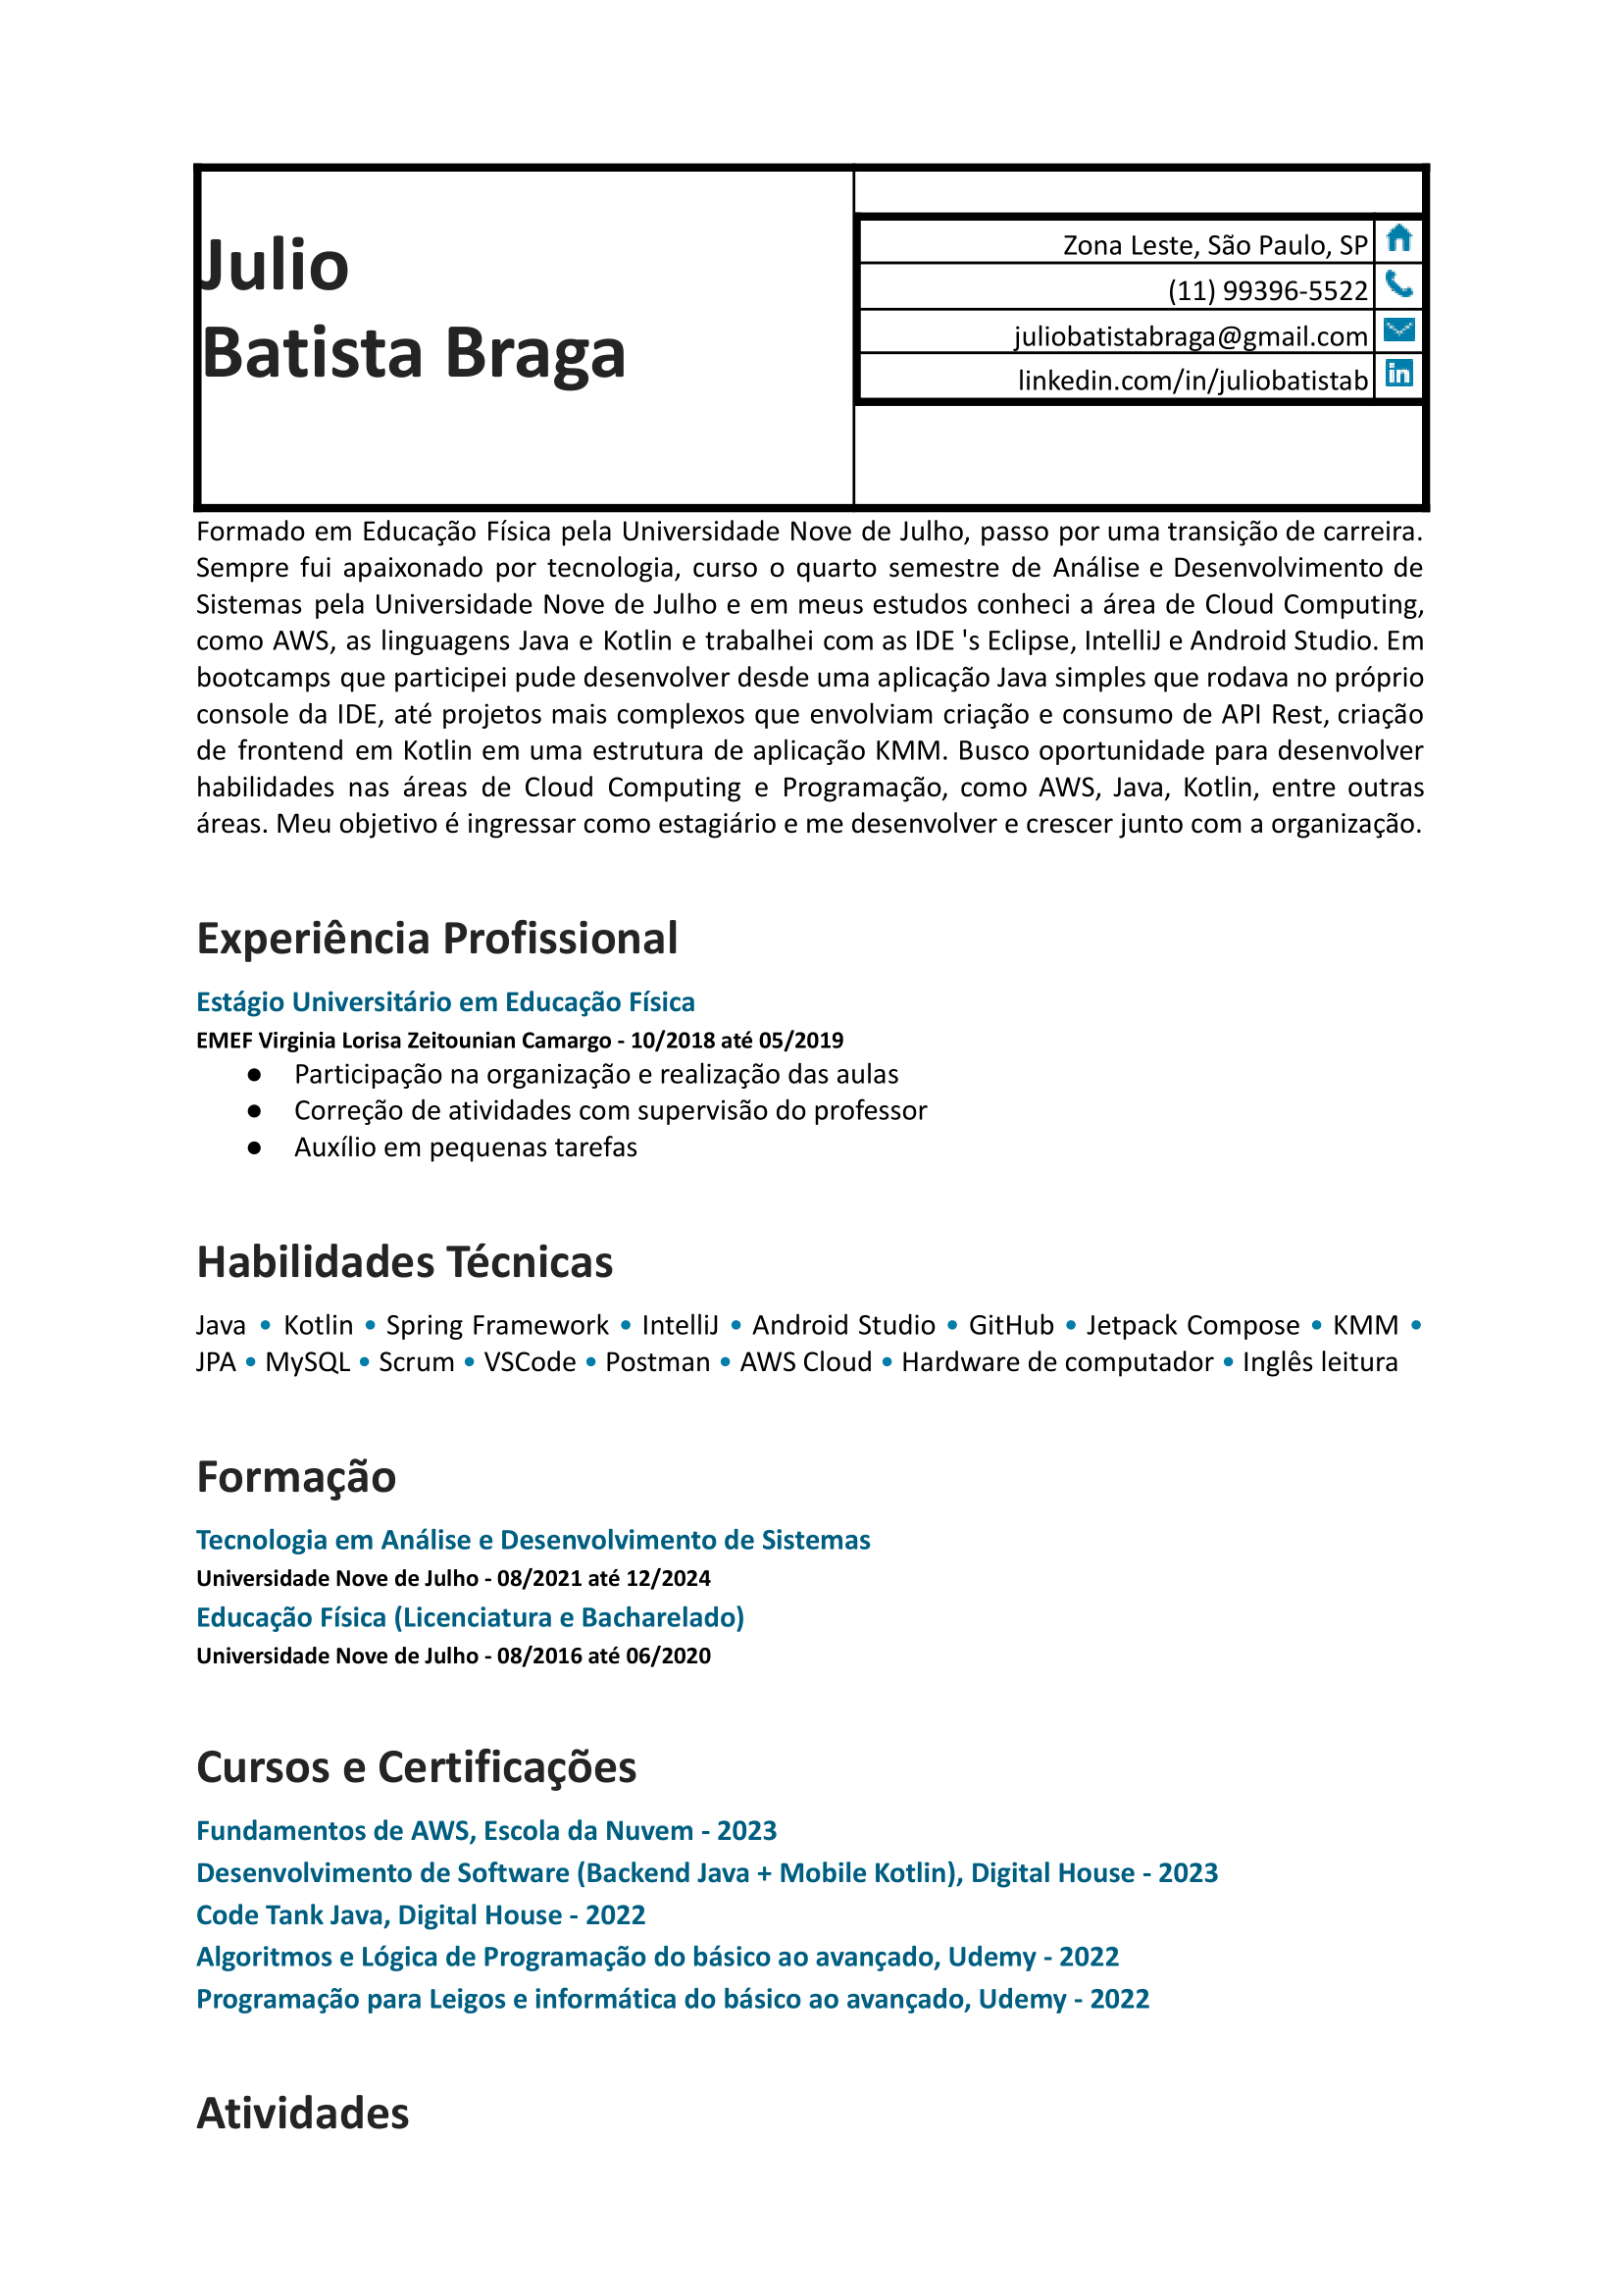 Julio
Batista Braga
Zona Leste, São Paulo, SP
(11) 99396-5522
juliobatistabraga@gmail.com
linkedin.com/in/juliobatistab
in
Formado em Educação Física pela Universidade Nove de Julho, passo por uma transição de carreira.
Sempre fui apaixonado por tecnologia, curso o quarto semestre de Análise e Desenvolvimento de
Sistemas pela Universidade Nove de Julho e em meus estudos conheci a área de Cloud Computing,
como AWS, as linguagens Java e Kotlin e trabalhei com as IDE 's Eclipse, IntelliJ e Android Studio. Em
bootcamps que participei pude desenvolver desde uma aplicação Java simples que rodava no próprio
console da IDE, até projetos mais complexos que envolviam criação e consumo de API Rest, criação
de frontend em Kotlin em uma estrutura de aplicação KMM. Busco oportunidade para desenvolver
habilidades nas áreas de Cloud Computing e Programação, como AWS, Java, Kotlin, entre outras
áreas. Meu objetivo é ingressar como estagiário e me desenvolver e crescer junto com a organização.
Experiência Profissional
Estágio Universitário em Educação Física
EMEF Virginia Lorisa Zeitounian Camargo - 10/2018 até 05/2019
● Participação na organização e realização das aulas
● Correção de atividades com supervisão do professor
● Auxílio em pequenas tarefas
Habilidades Técnicas
Java • Kotlin • Spring Framework • IntelliJ • Android Studio • GitHub • Jetpack Compose • KMM •
JPA • MySQL • Scrum • VSCode • Postman • AWS Cloud • Hardware de computador • Inglês leitura
Formação
Tecnologia em Análise e Desenvolvimento de Sistemas
Universidade Nove de Julho - 08/2021 até 12/2024
Educação Física (Licenciatura e Bacharelado)
Universidade Nove de Julho - 08/2016 até 06/2020
Cursos e Certificações
Fundamentos de AWS, Escola da Nuvem - 2023
Desenvolvimento de Software (Backend Java + Mobile Kotlin), Digital House - 2023
Code Tank Java, Digital House - 2022
Algoritmos e Lógica de Programação do básico ao avançado, Udemy - 2022
Programação para Leigos e informática do básico ao avançado, Udemy - 2022
Atividades